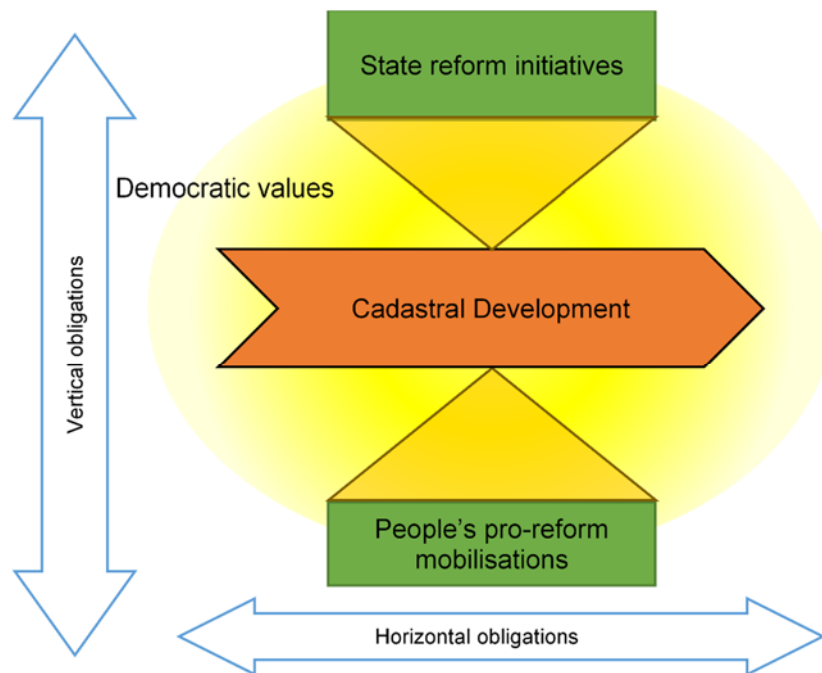 State reform initiatives
Democratic values
Vertical obligations
Cadastral Development
People's pro-reform
mobilisations
Horizontal obligations